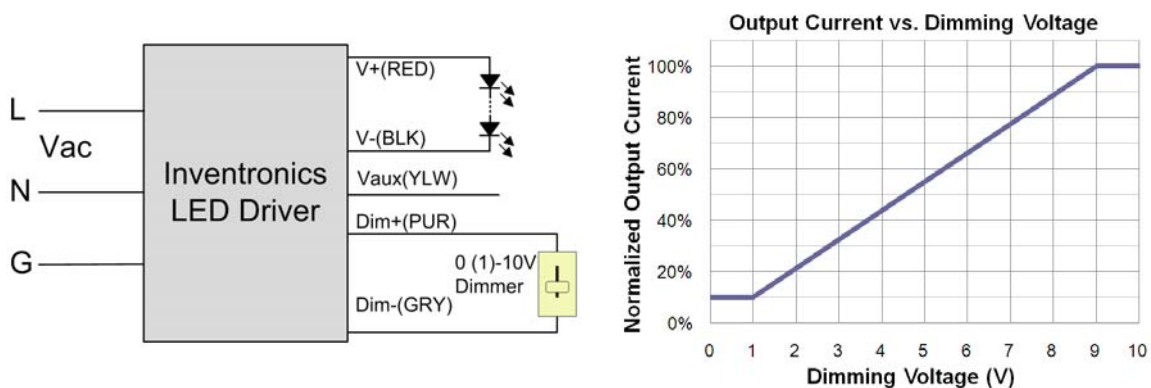 L
Vac
N
G
Inventronics
LED Driver
V+(RED)
V-(BLK)
Vaux(YLW)
Dim+(PUR)
0 (1)-10V
Dimmer
Dim-(GRY)
Output Current vs. Dimming Voltage
Normalized Output Current
100%
80%
60%
40%
20%
0%
0 1 2 3 4 5 6 7 8 9 10
Dimming Voltage (V)